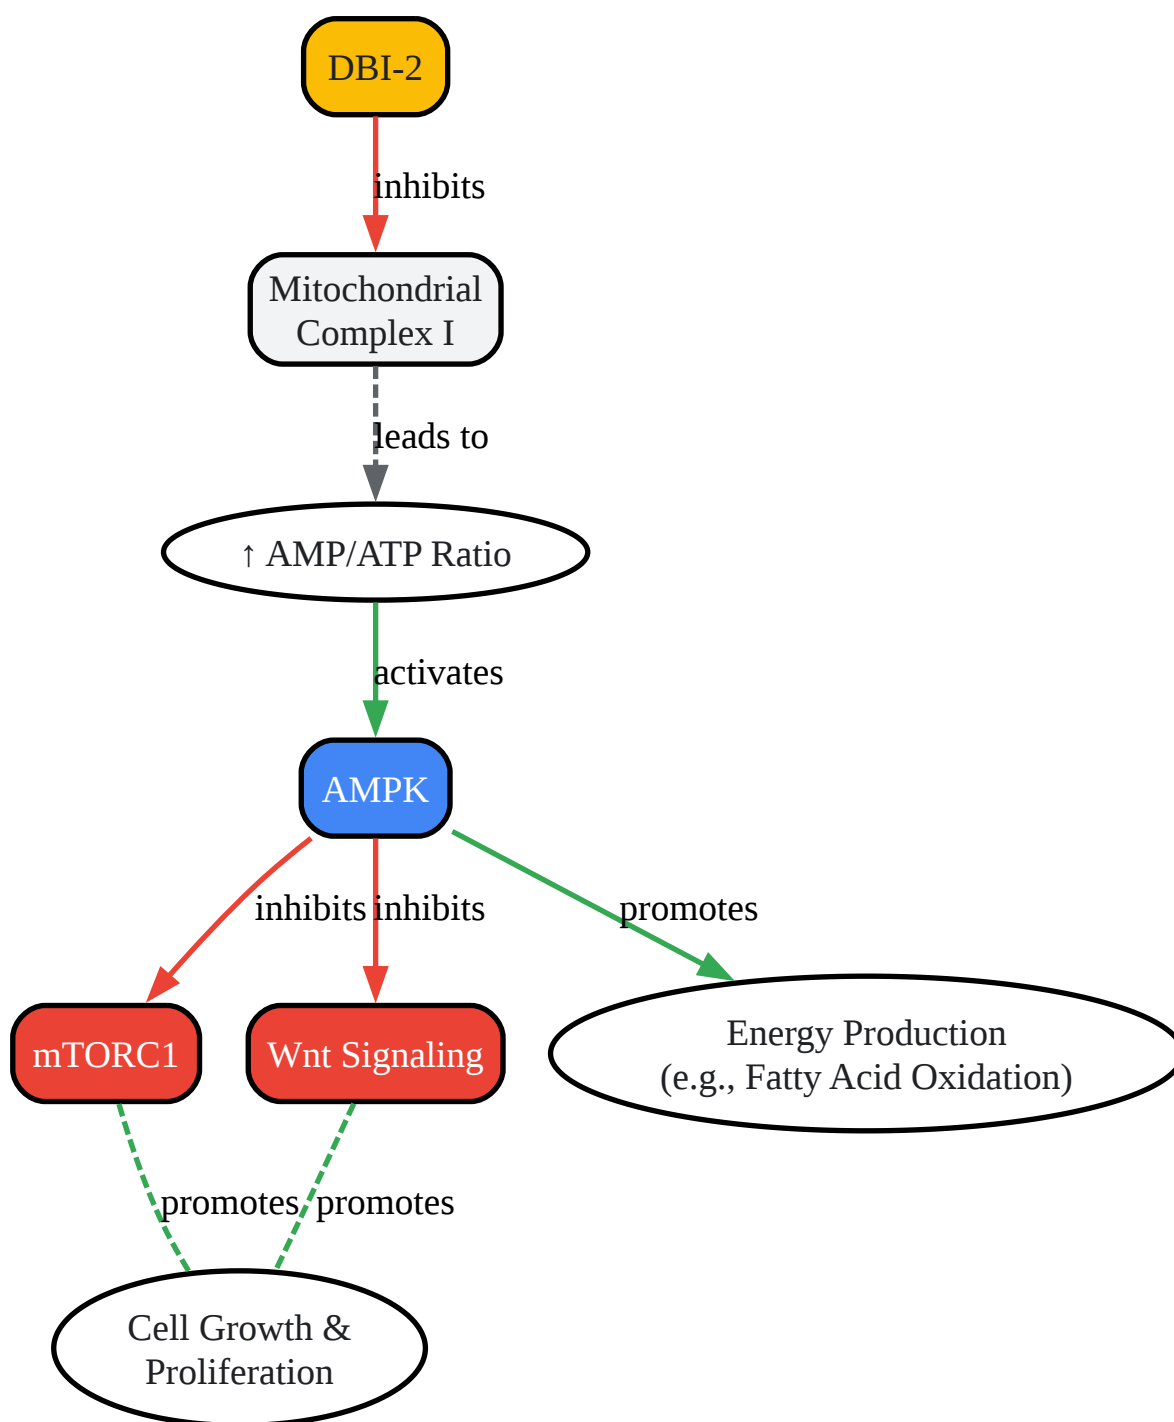 DBI-2
inhibits
Mitochondrial
Complex I
leads to
↑ AMP/ATP Ratio
activates
AMPK
inhibits
inhibits
promotes
mTORC1
Wnt Signaling
Energy Production
(e.g., Fatty Acid Oxidation)
promotes
promotes
Cell Growth &
Proliferation